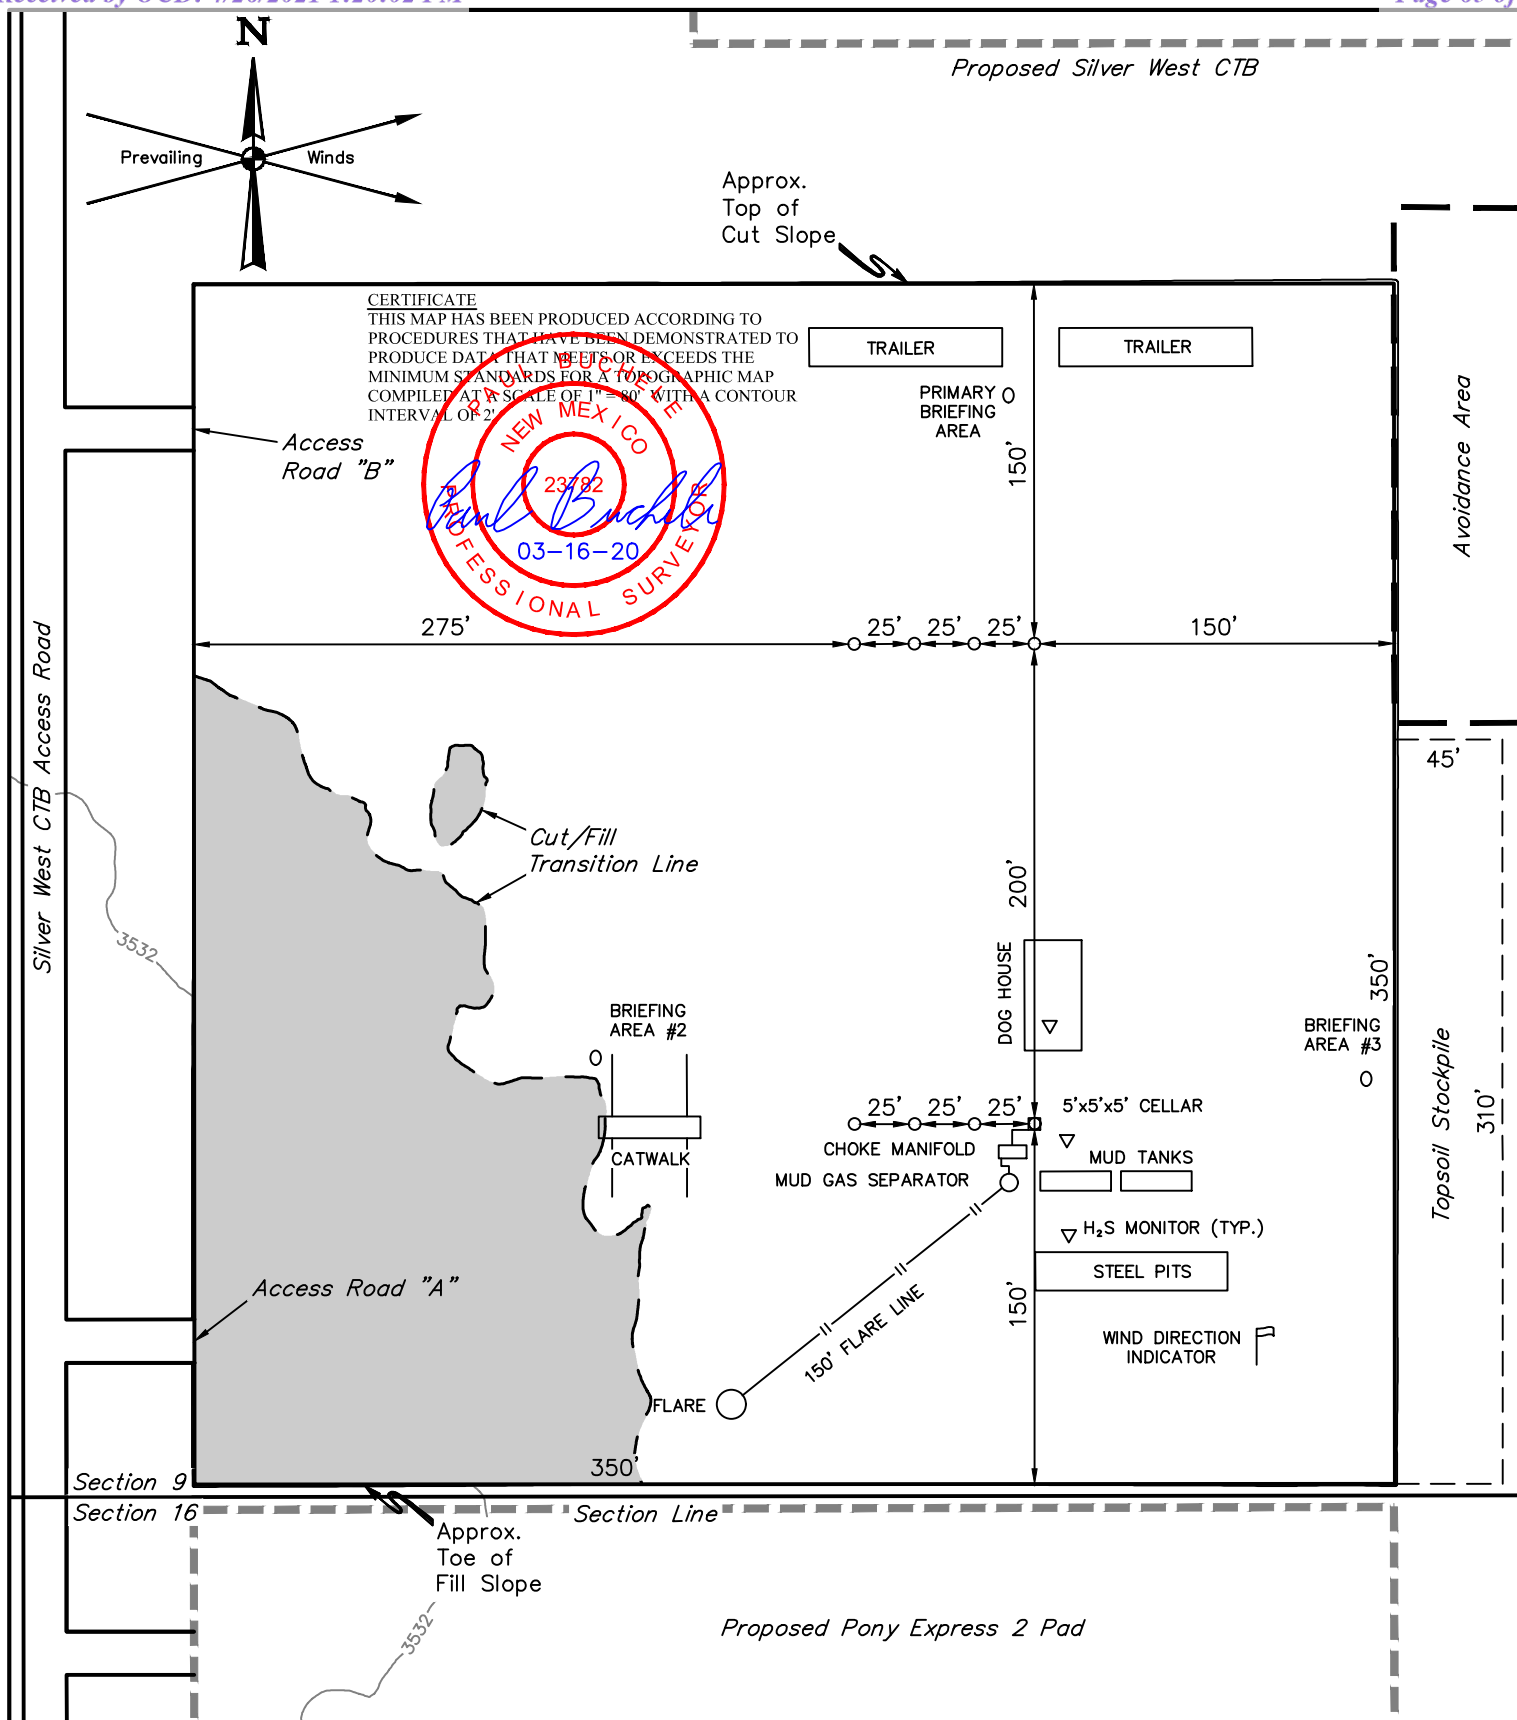 N
Prevailing Winds
Proposed Silver West CTB
Approx.
Top of
Cut Slope
CERTIFICATE
THIS MAP HAS BEEN PRODUCED ACCORDING TO
PROCEDURES THAT HAVE BEEN DEMONSTRATED TO
PRODUCE DATA THAT MEETS OR EXCEEDS THE
MINIMUM STANDARDS FOR A TOPOGRAPHIC MAP
COMPILED AT A SCALE OF 1" = 80' WITH A CONTOUR
INTERVAL OF 2'
PAUL BUCHELE
NEW MEXICO
23782
Paul Buchele
03-16-20
PROFESSIONAL SURVEYOR
TRAILER
TRAILER
PRIMARY
BRIEFING
AREA
150'
Access
Road "B"
Avoidance Area
275'
25'
25'
25'
150'
Silver West CTB Access Road
45'
Cut/Fill
Transition Line
200'
3532
DOG HOUSE
350'
BRIEFING
AREA #2
BRIEFING
AREA #3
Topsoil Stockpile
310'
25'
25'
25'
5'x5'x5' CELLAR
CHOKE MANIFOLD
MUD TANKS
CATWALK
MUD GAS SEPARATOR
H₂S MONITOR (TYP.)
STEEL PITS
150'
Access Road "A"
150' FLARE LINE
WIND DIRECTION
INDICATOR
FLARE
350'
Section 9
Section 16
Section Line
Approx.
Toe of
Fill Slope
3532
Proposed Pony Express 2 Pad